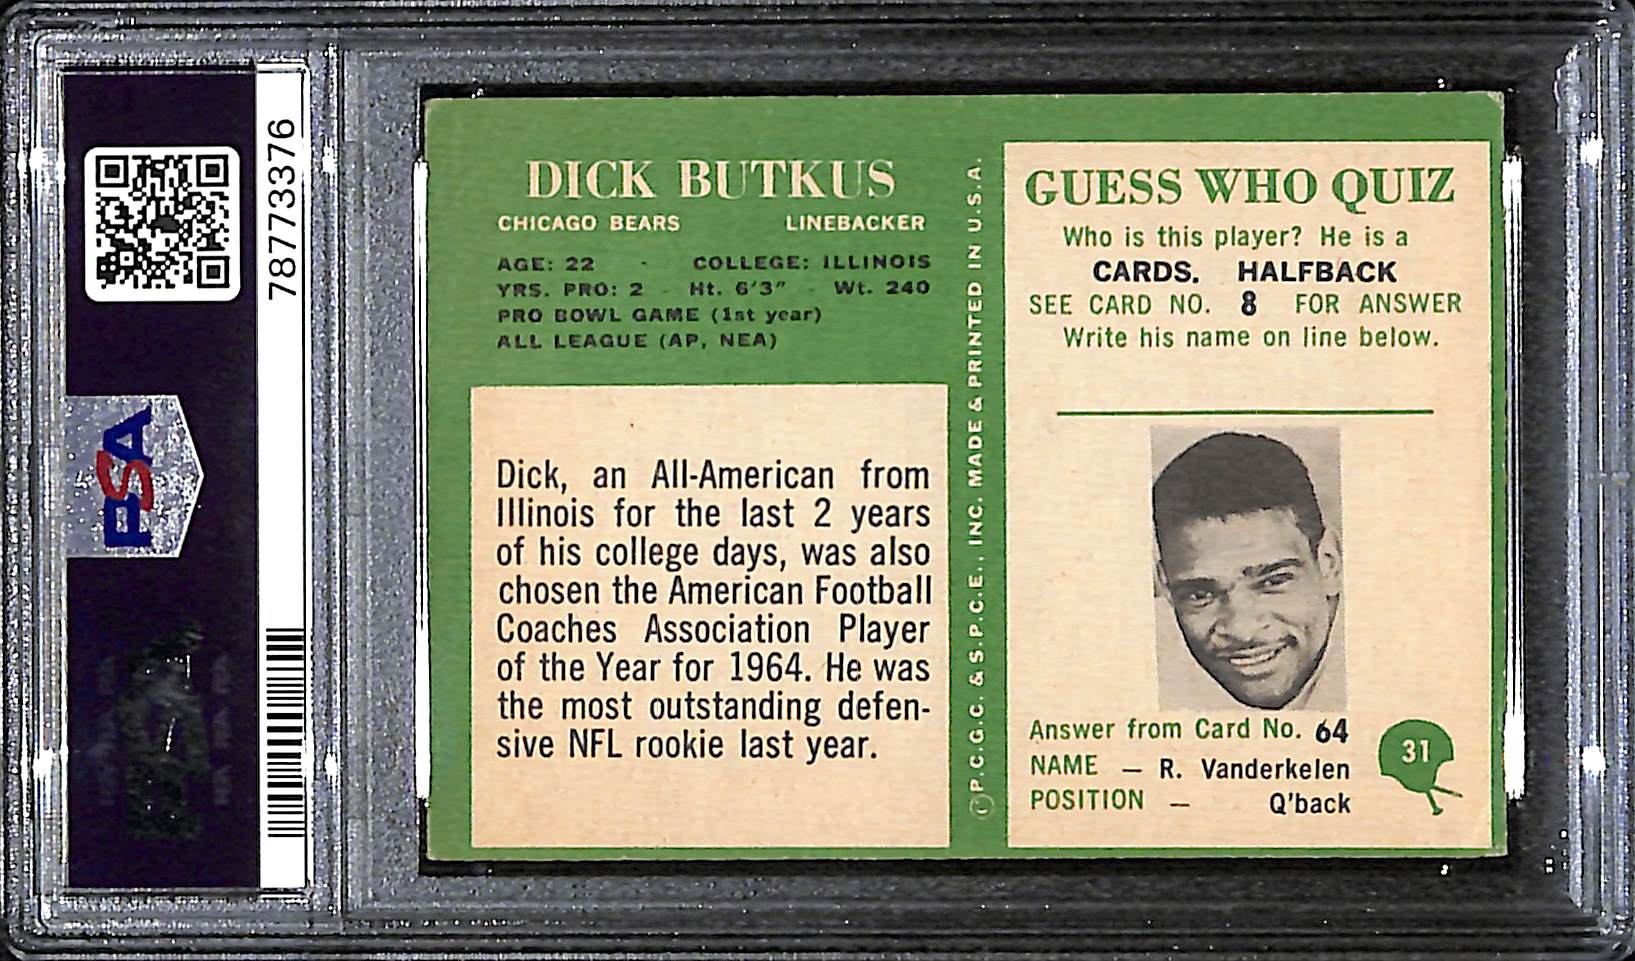 78773376
PSA
DICK BUTKUS
CHICAGO BEARS LINEBACKER
AGE: 22 - COLLEGE: ILLINOIS
YRS. PRO: 2 - Ht. 6'3" - Wt. 240
PRO BOWL GAME (1st year)
ALL LEAGUE (AP, NEA)
Dick, an All-American from
Illinois for the last 2 years
of his college days, was also
chosen the American Football
Coaches Association Player
of the Year for 1964. He was
the most outstanding defen-
sive NFL rookie last year.
Ⓒ P.C.G.C. & S.P.C.E., INC. MADE & PRINTED IN U.S.A.
GUESS WHO QUIZ
Who is this player? He is a
CARDS. HALFBACK
SEE CARD NO. 8 FOR ANSWER
Write his name on line below.
Answer from Card No. 64
NAME — R. Vanderkelen
POSITION — Q'back
31